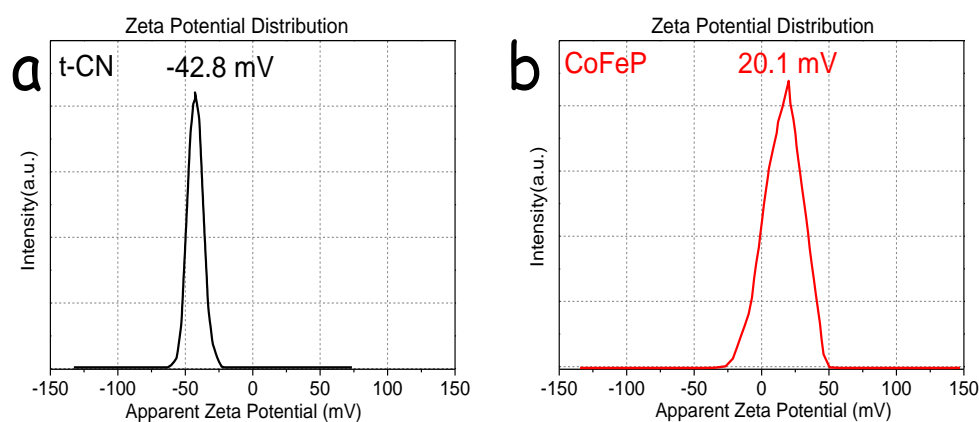 Zeta Potential Distribution
a
t-CN
-42.8 mV
Intensity(a.u.)
-150 -100 -50 0 50 100 150
Apparent Zeta Potential (mV)
Zeta Potential Distribution
b
CoFeP
20.1 mV
Intensity(a.u.)
-150 -100 -50 0 50 100 150
Apparent Zeta Potential (mV)